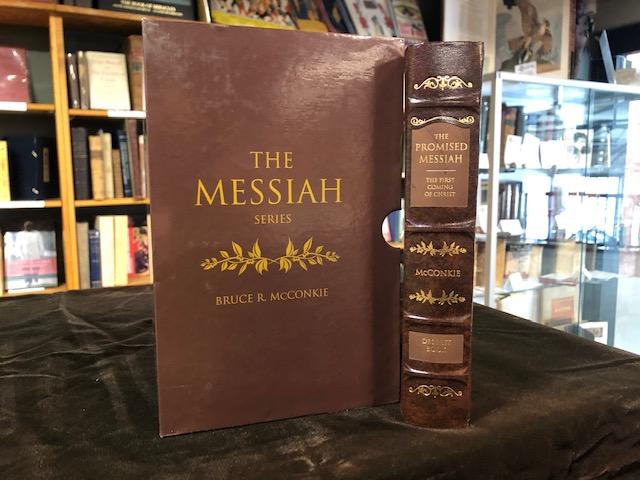 THE
MESSIAH
SERIES
BRUCE R. McCONKIE
THE
PROMISED
MESSIAH
THE FIRST
COMING
OF CHRIST
McCONKIE
DESERET
BOOK